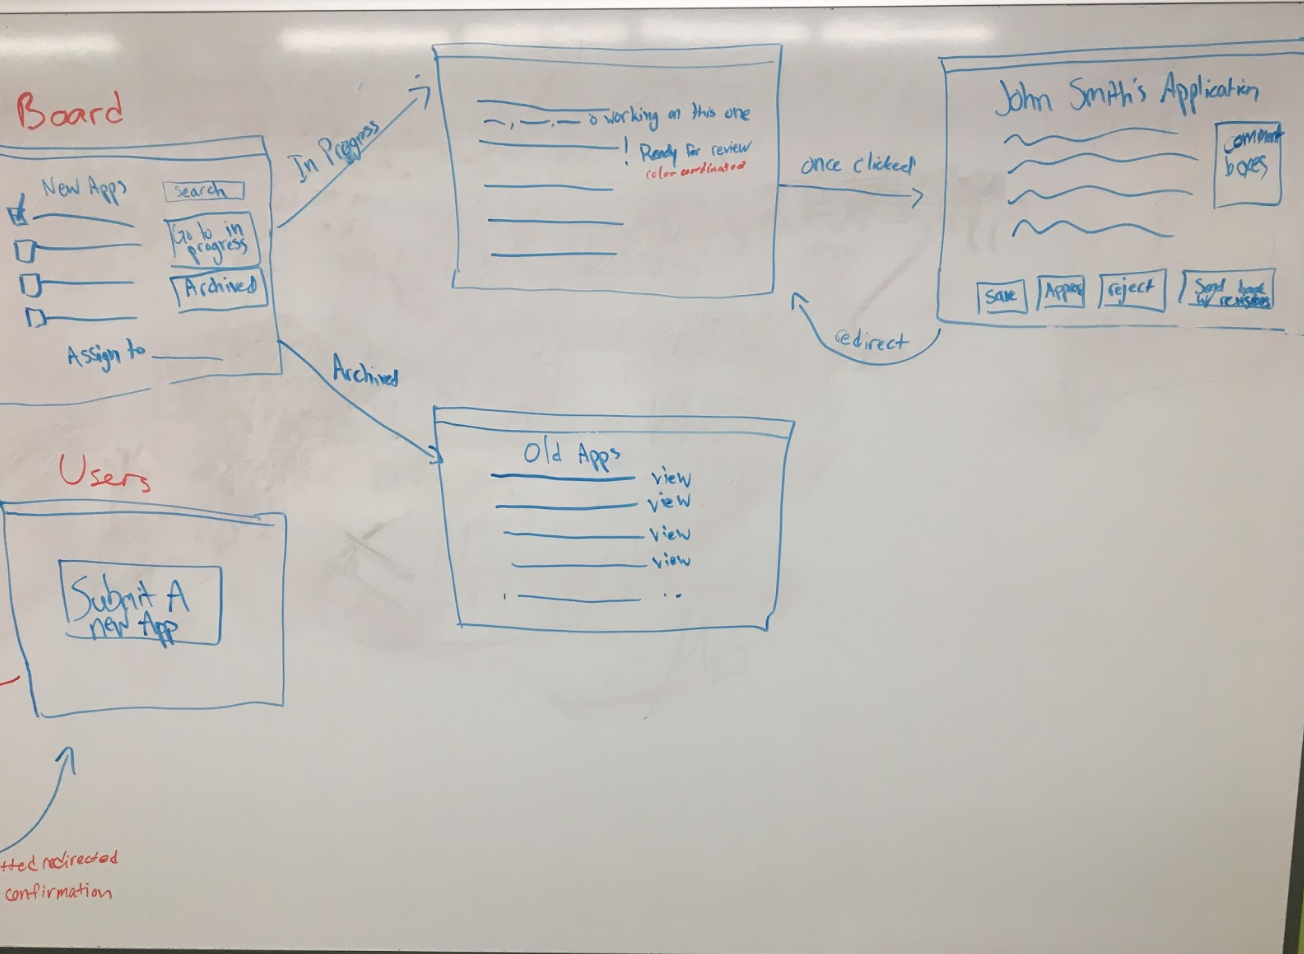 Board
New Apps
search
Go to in
progress
Archived
Assign to
In Progress
working on this one
! Ready for review
color coordinated
once clicked
John Smith's Application
comment
boxes
save
reject
Send back
w/ revisions
redirect
Archived
Old Apps
view
view
view
view
Users
Submit A
new App
redirected
confirmation